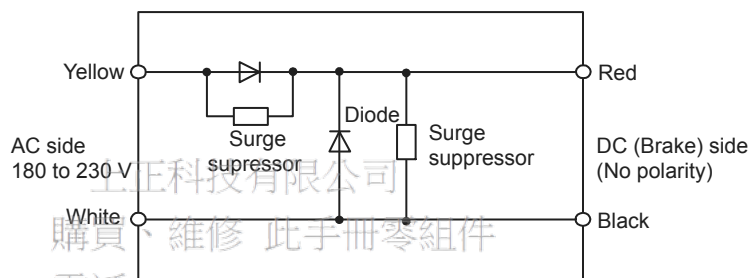 Yellow
Red
Diode
Surge
supressor
Surge
suppressor
AC side
180 to 230 V
DC (Brake) side
(No polarity)
上正科技有限公司
White
Black
購買、維修 此手冊零組件